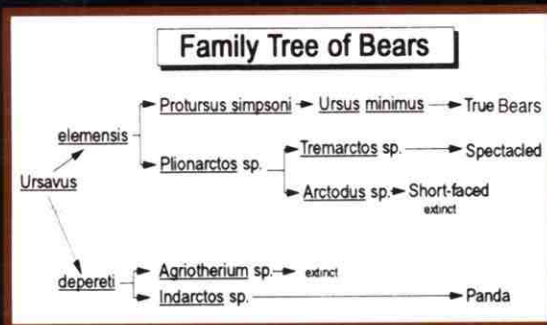 Family Tree of Bears
Protursus simpsoni Ursus minimus True Bears
elemensis
Plionarctos sp. Tremarctos sp. Spectacled
Ursavus
Arctodus sp. Short-faced
extinct
depereti Agriotherium sp. extinct
Indarctos sp. Panda